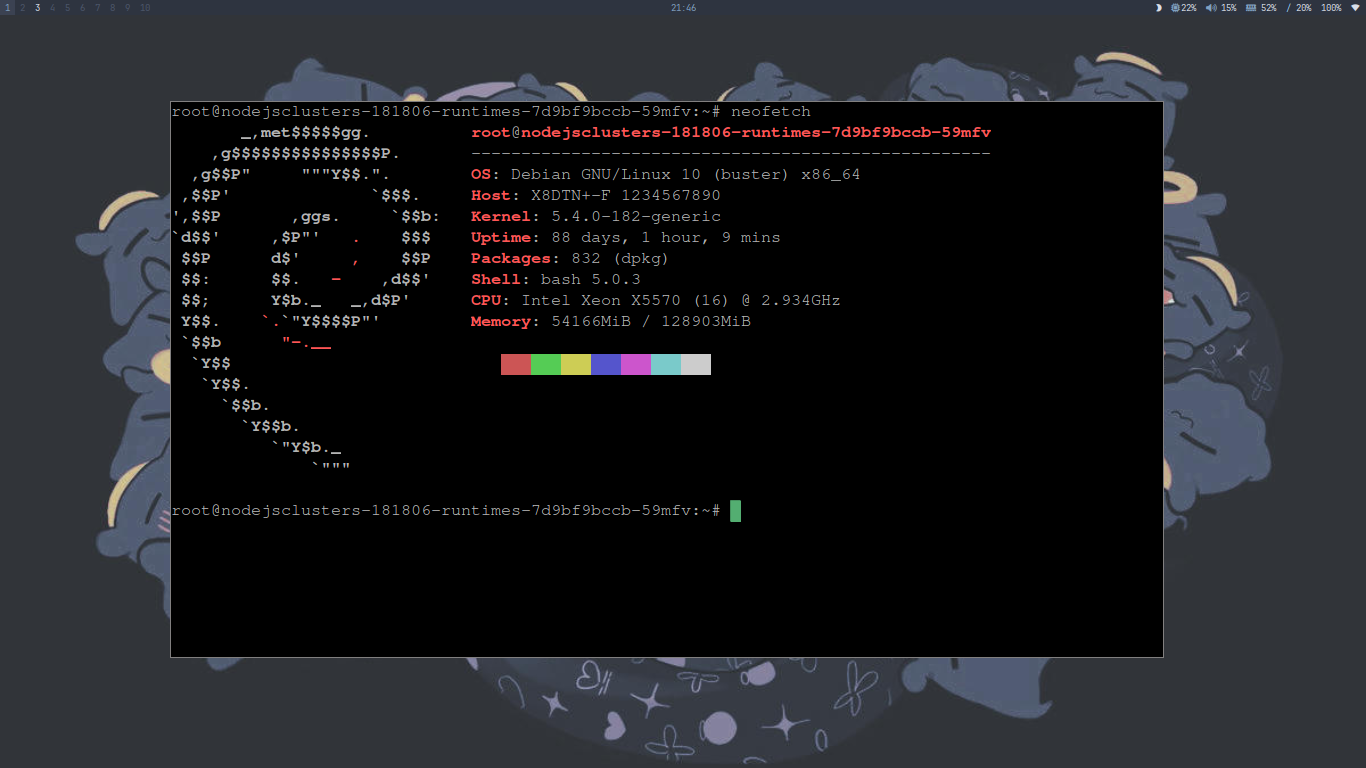 1 2 3 4 5 6 7 8 9 10 21:46 22% 15% 52% / 20% 100%
root@nodejsclusters-181806-runtimes-7d9bf9bccb-59mfv:~# neofetch
_,met$$$$$gg. root@nodejsclusters-181806-runtimes-7d9bf9bccb-59mfv
,g$$$$$$$$$$$$$$$P. ----------------------------------------------------
,g$$P" """Y$$.". OS: Debian GNU/Linux 10 (buster) x86_64
,$$P' `$$$. Host: X8DTN+-F 1234567890
',$$P ,ggs. `$$b: Kernel: 5.4.0-182-generic
`d$$' ,$P"' . $$$ Uptime: 88 days, 1 hour, 9 mins
$$P d$' , $$P Packages: 832 (dpkg)
$$: $$. - ,d$$' Shell: bash 5.0.3
$$; Y$b._ _,d$P' CPU: Intel Xeon X5570 (16) @ 2.934GHz
Y$$. `.`"Y$$$$P"' Memory: 54166MiB / 128903MiB
`$$b "-.__
`Y$$
`Y$$.
`$$b.
`Y$$b.
`"Y$b._
`"""
root@nodejsclusters-181806-runtimes-7d9bf9bccb-59mfv:~#